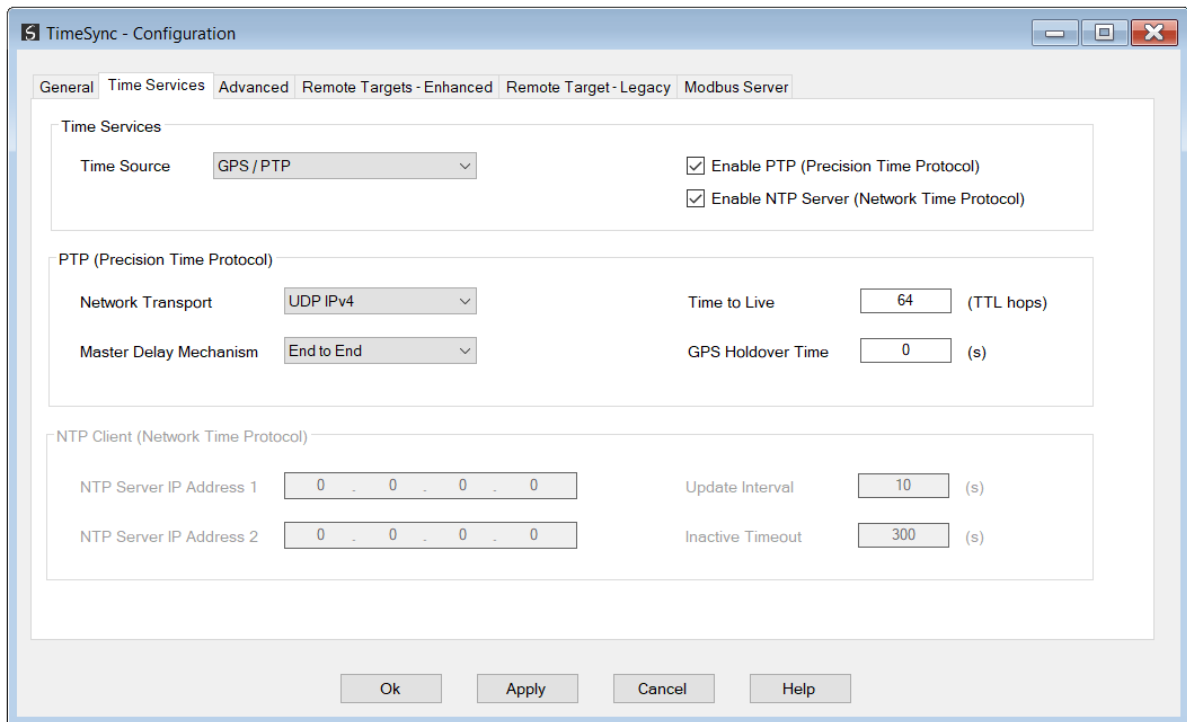 TimeSync - Configuration
General Time Services Advanced Remote Targets - Enhanced Remote Target - Legacy Modbus Server
Time Services
Time Source GPS / PTP Enable PTP (Precision Time Protocol)
Enable NTP Server (Network Time Protocol)
PTP (Precision Time Protocol)
Network Transport UDP IPv4 Time to Live 64 (TTL hops)
Master Delay Mechanism End to End GPS Holdover Time 0 (s)
NTP Client (Network Time Protocol)
NTP Server IP Address 1 0 . 0 . 0 . 0 Update Interval 10 (s)
NTP Server IP Address 2 0 . 0 . 0 . 0 Inactive Timeout 300 (s)
Ok Apply Cancel Help